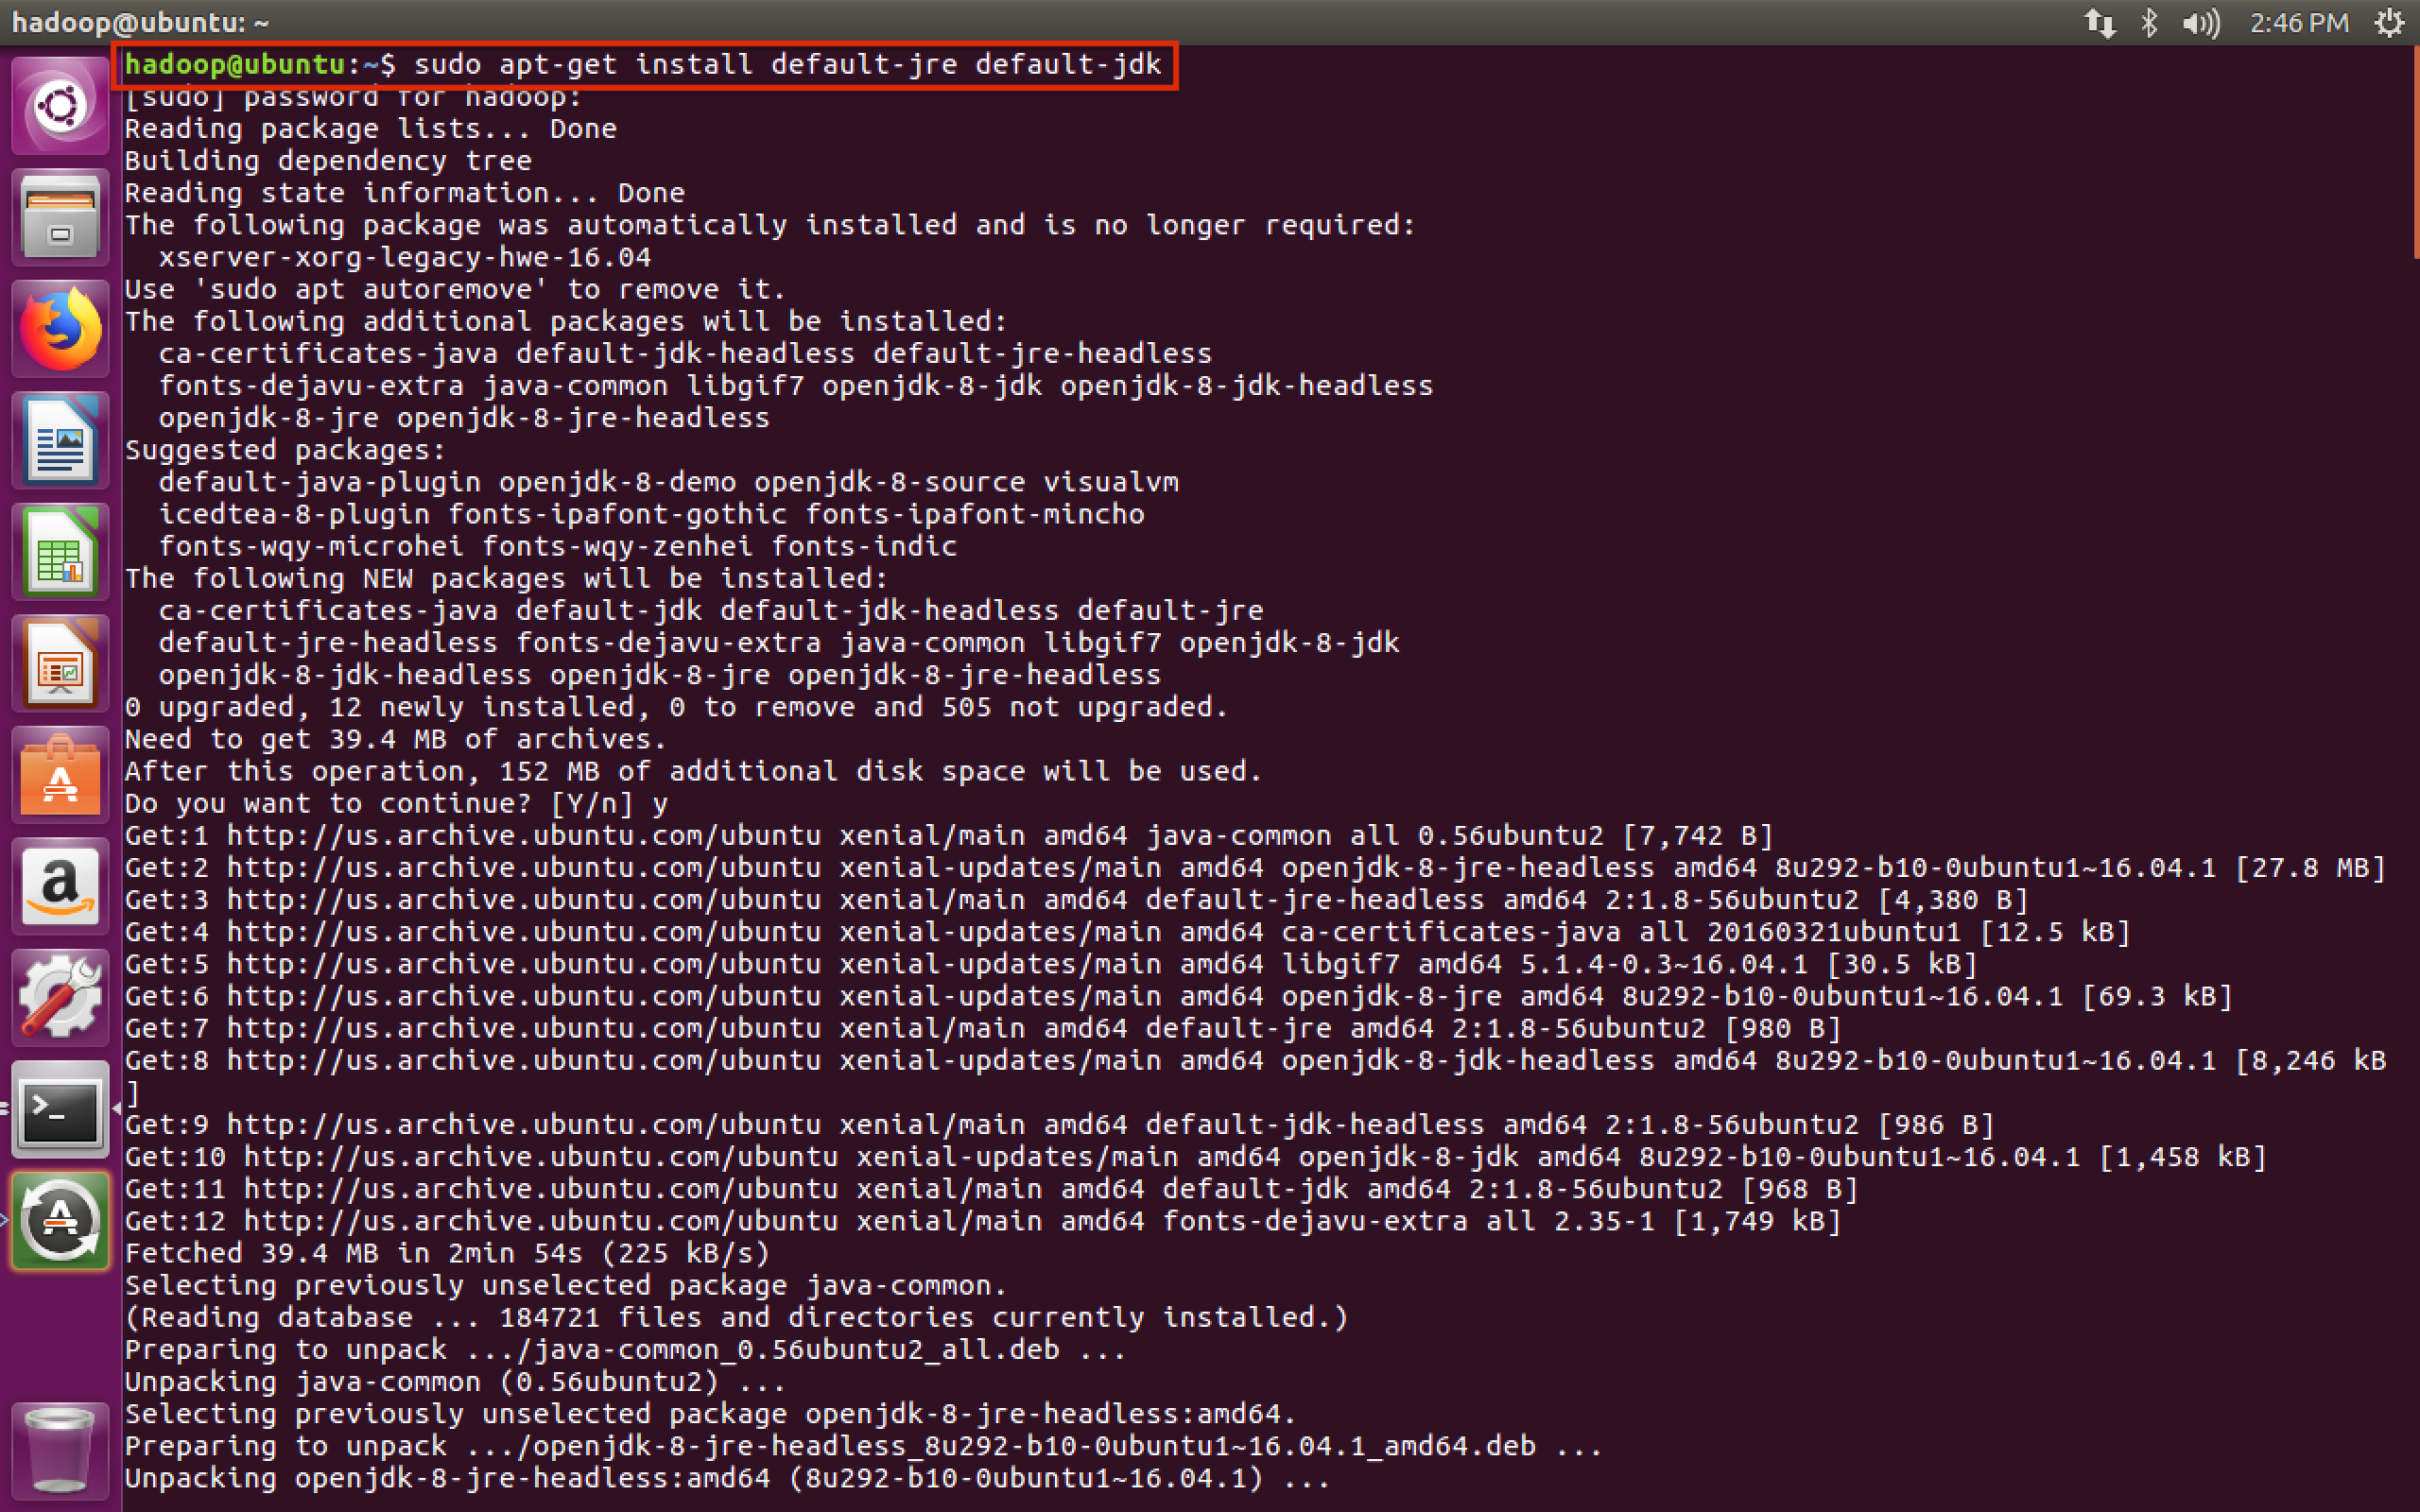 hadoop@ubuntu: ~
2:46 PM
hadoop@ubuntu:~$ sudo apt-get install default-jre default-jdk
[sudo] password for hadoop:
Reading package lists... Done
Building dependency tree
Reading state information... Done
The following package was automatically installed and is no longer required:
  xserver-xorg-legacy-hwe-16.04
Use 'sudo apt autoremove' to remove it.
The following additional packages will be installed:
  ca-certificates-java default-jdk-headless default-jre-headless
  fonts-dejavu-extra java-common libgif7 openjdk-8-jdk openjdk-8-jdk-headless
  openjdk-8-jre openjdk-8-jre-headless
Suggested packages:
  default-java-plugin openjdk-8-demo openjdk-8-source visualvm
  icedtea-8-plugin fonts-ipafont-gothic fonts-ipafont-mincho
  fonts-wqy-microhei fonts-wqy-zenhei fonts-indic
The following NEW packages will be installed:
  ca-certificates-java default-jdk default-jdk-headless default-jre
  default-jre-headless fonts-dejavu-extra java-common libgif7 openjdk-8-jdk
  openjdk-8-jdk-headless openjdk-8-jre openjdk-8-jre-headless
0 upgraded, 12 newly installed, 0 to remove and 505 not upgraded.
Need to get 39.4 MB of archives.
After this operation, 152 MB of additional disk space will be used.
Do you want to continue? [Y/n] y
Get:1 http://us.archive.ubuntu.com/ubuntu xenial/main amd64 java-common all 0.56ubuntu2 [7,742 B]
Get:2 http://us.archive.ubuntu.com/ubuntu xenial-updates/main amd64 openjdk-8-jre-headless amd64 8u292-b10-0ubuntu1~16.04.1 [27.8 MB]
Get:3 http://us.archive.ubuntu.com/ubuntu xenial/main amd64 default-jre-headless amd64 2:1.8-56ubuntu2 [4,380 B]
Get:4 http://us.archive.ubuntu.com/ubuntu xenial-updates/main amd64 ca-certificates-java all 20160321ubuntu1 [12.5 kB]
Get:5 http://us.archive.ubuntu.com/ubuntu xenial-updates/main amd64 libgif7 amd64 5.1.4-0.3~16.04.1 [30.5 kB]
Get:6 http://us.archive.ubuntu.com/ubuntu xenial-updates/main amd64 openjdk-8-jre amd64 8u292-b10-0ubuntu1~16.04.1 [69.3 kB]
Get:7 http://us.archive.ubuntu.com/ubuntu xenial/main amd64 default-jre amd64 2:1.8-56ubuntu2 [980 B]
Get:8 http://us.archive.ubuntu.com/ubuntu xenial-updates/main amd64 openjdk-8-jdk-headless amd64 8u292-b10-0ubuntu1~16.04.1 [8,246 kB
]
Get:9 http://us.archive.ubuntu.com/ubuntu xenial/main amd64 default-jdk-headless amd64 2:1.8-56ubuntu2 [986 B]
Get:10 http://us.archive.ubuntu.com/ubuntu xenial-updates/main amd64 openjdk-8-jdk amd64 8u292-b10-0ubuntu1~16.04.1 [1,458 kB]
Get:11 http://us.archive.ubuntu.com/ubuntu xenial/main amd64 default-jdk amd64 2:1.8-56ubuntu2 [968 B]
Get:12 http://us.archive.ubuntu.com/ubuntu xenial/main amd64 fonts-dejavu-extra all 2.35-1 [1,749 kB]
Fetched 39.4 MB in 2min 54s (225 kB/s)
Selecting previously unselected package java-common.
(Reading database ... 184721 files and directories currently installed.)
Preparing to unpack .../java-common_0.56ubuntu2_all.deb ...
Unpacking java-common (0.56ubuntu2) ...
Selecting previously unselected package openjdk-8-jre-headless:amd64.
Preparing to unpack .../openjdk-8-jre-headless_8u292-b10-0ubuntu1~16.04.1_amd64.deb ...
Unpacking openjdk-8-jre-headless:amd64 (8u292-b10-0ubuntu1~16.04.1) ...